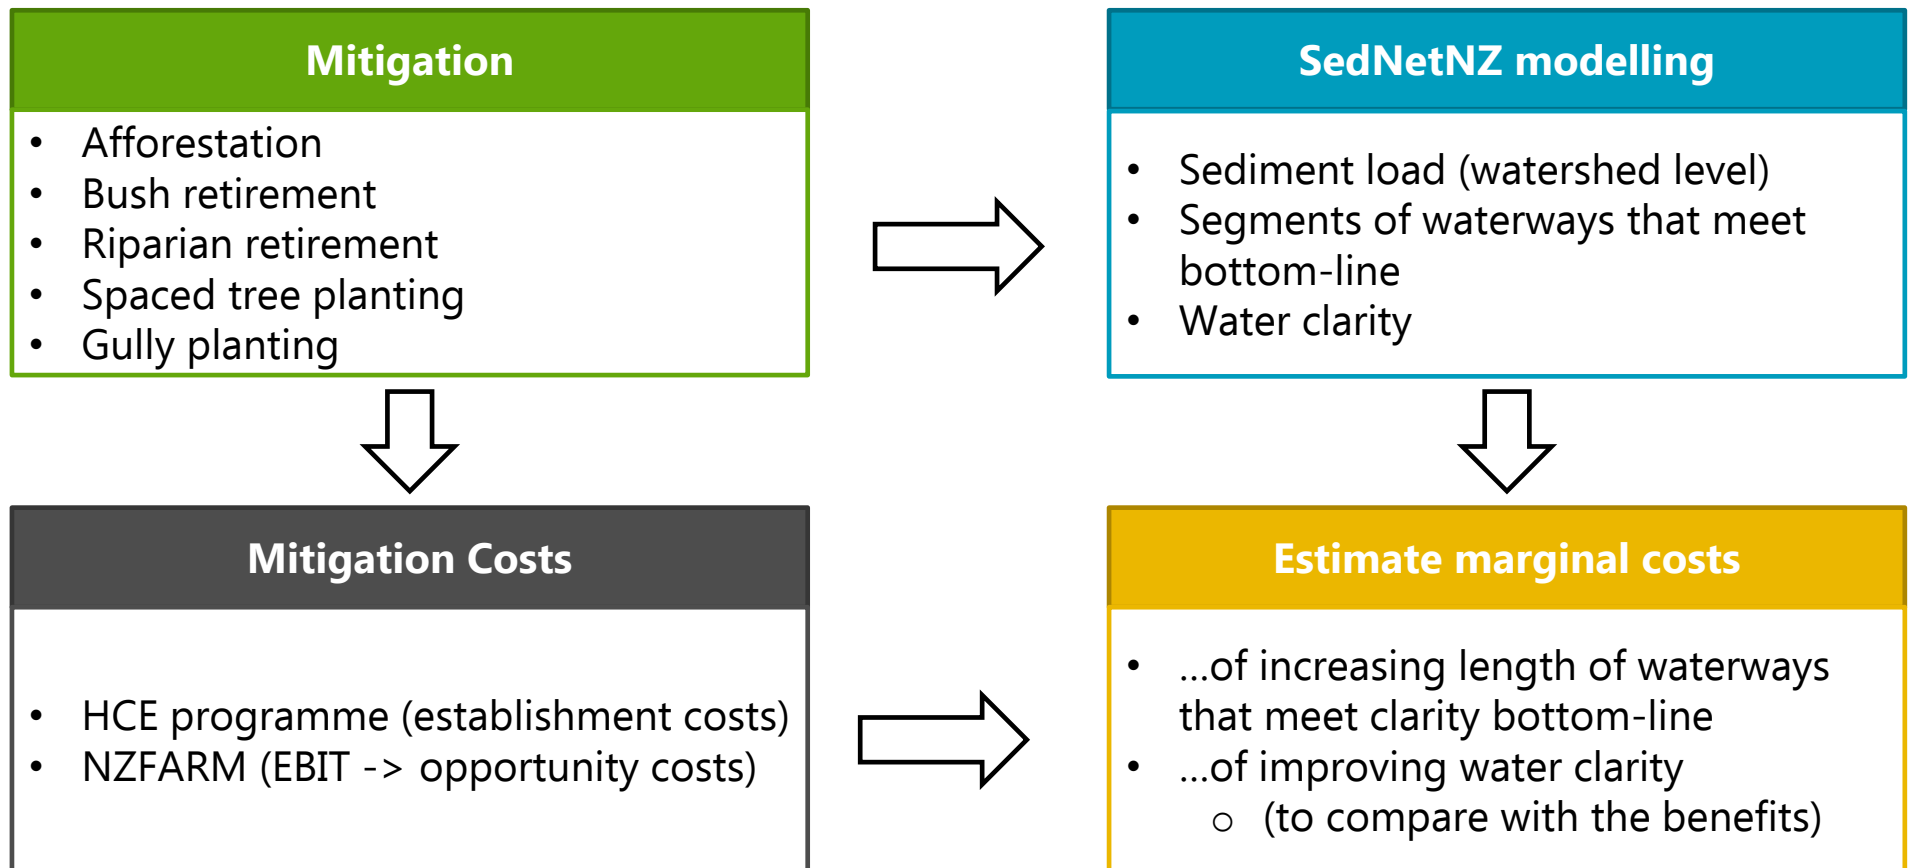 Mitigation
• Afforestation
• Bush retirement
• Riparian retirement
• Spaced tree planting
• Gully planting
SedNetNZ modelling
• Sediment load (watershed level)
• Segments of waterways that meet
bottom-line
• Water clarity
Mitigation Costs
• HCE programme (establishment costs)
• NZFARM (EBIT -> opportunity costs)
Estimate marginal costs
• ...of increasing length of waterways
that meet clarity bottom-line
• ...of improving water clarity
o (to compare with the benefits)